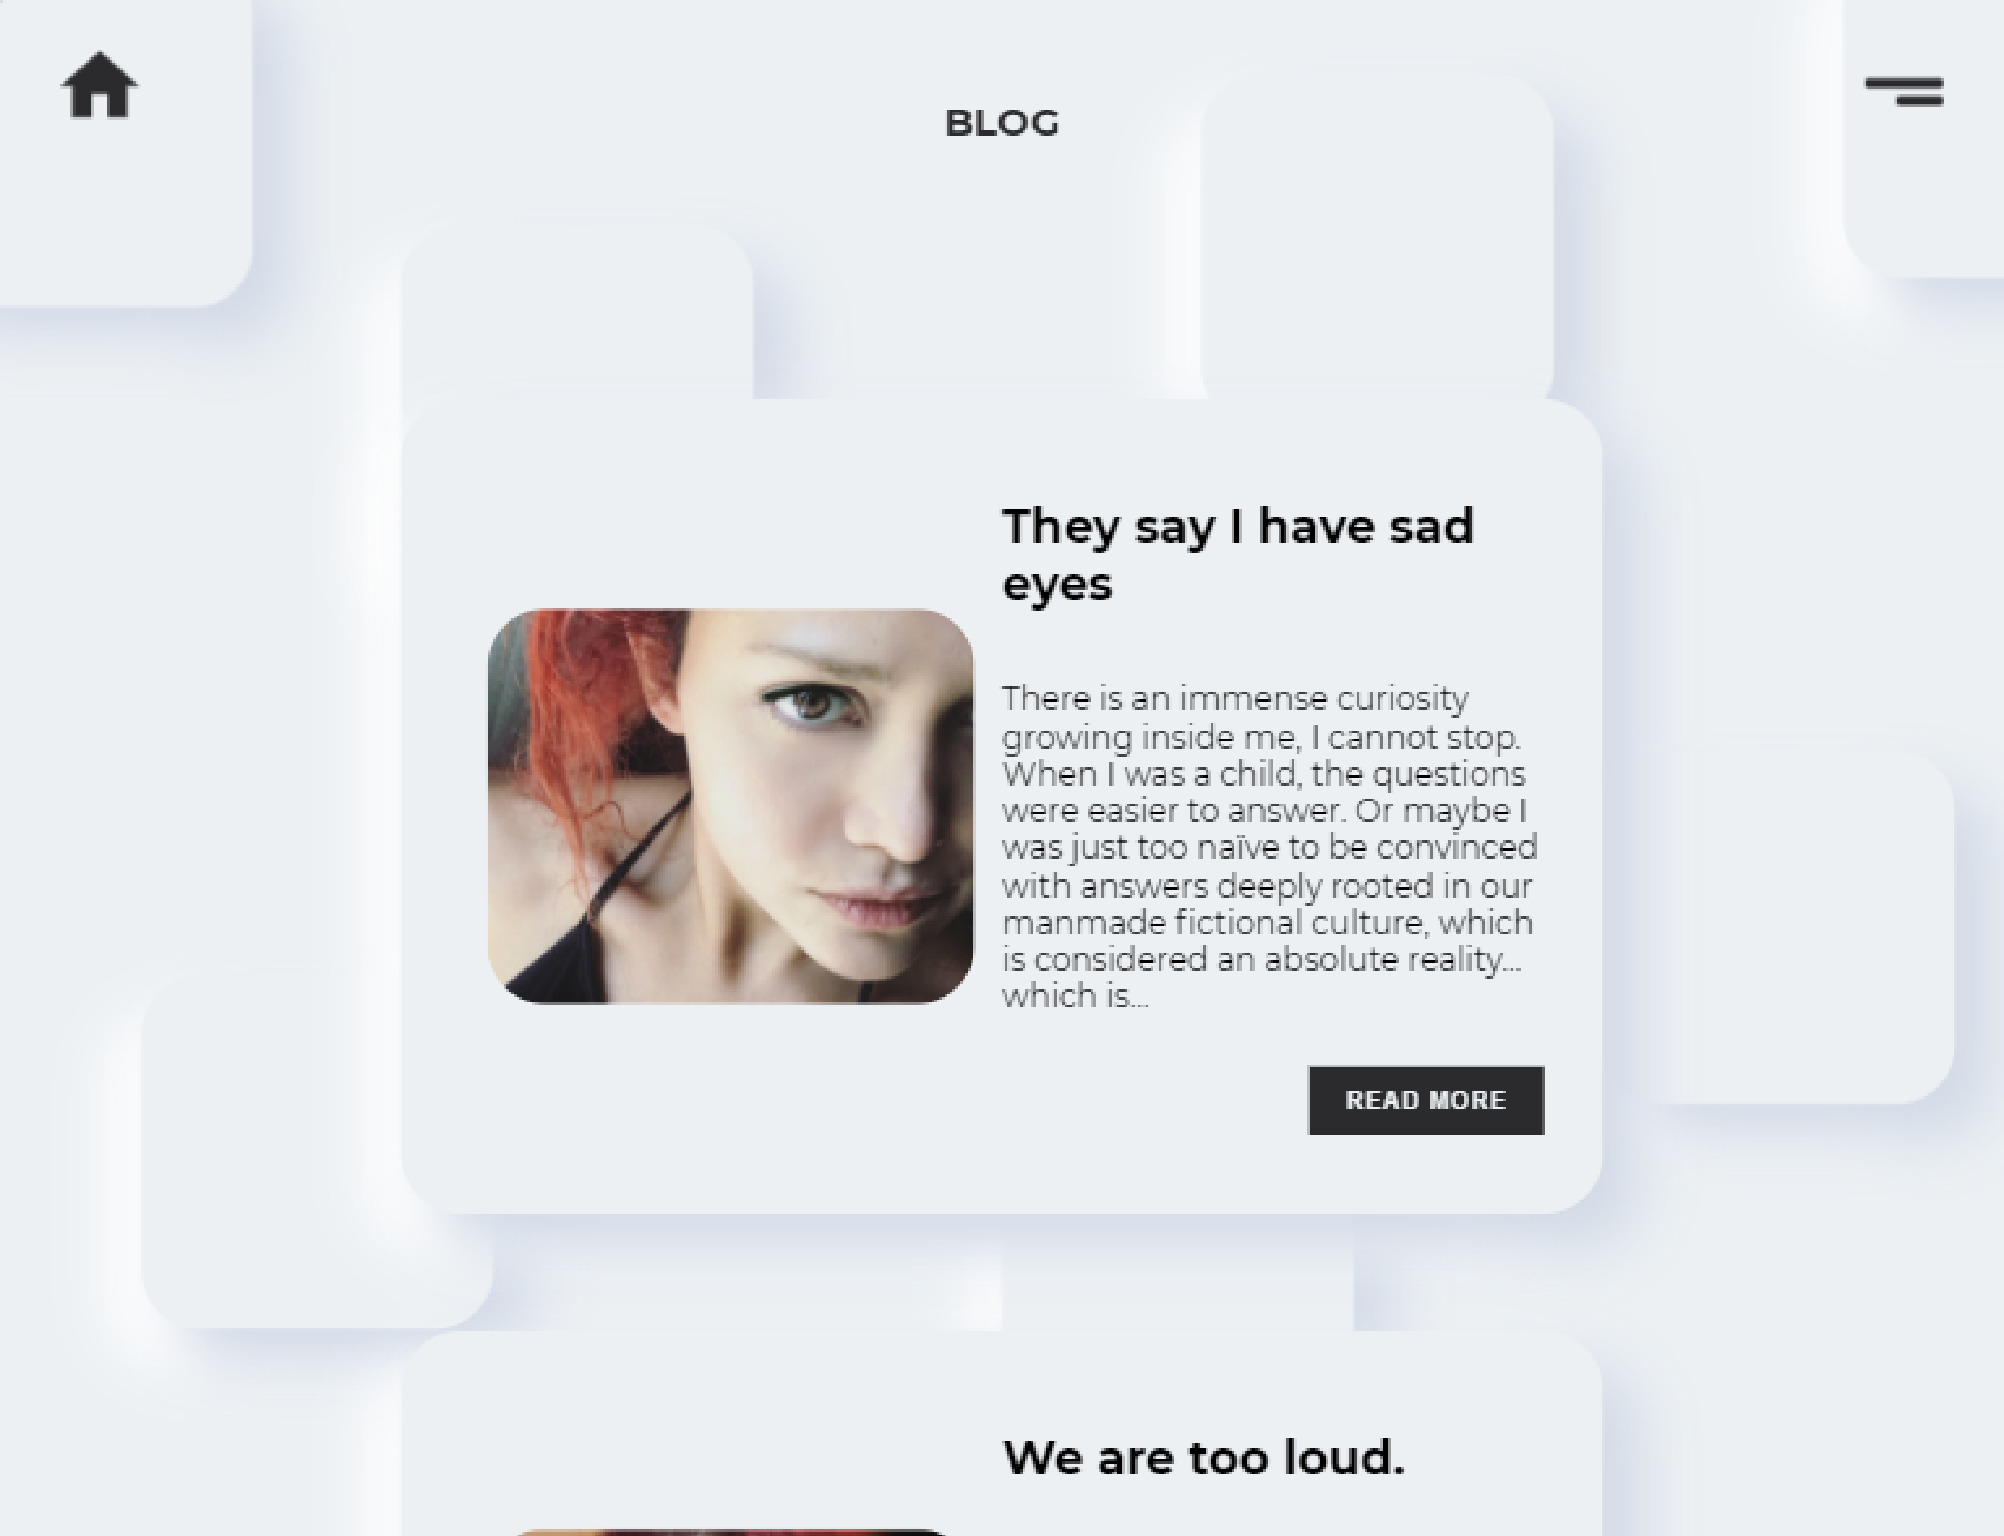 BLOG
They say I have sad
eyes
There is an immense curiosity
growing inside me, I cannot stop.
When I was a child, the questions
were easier to answer. Or maybe I
was just too naïve to be convinced
with answers deeply rooted in our
manmade fictional culture, which
is considered an absolute reality...
which is...
READ MORE
We are too loud.